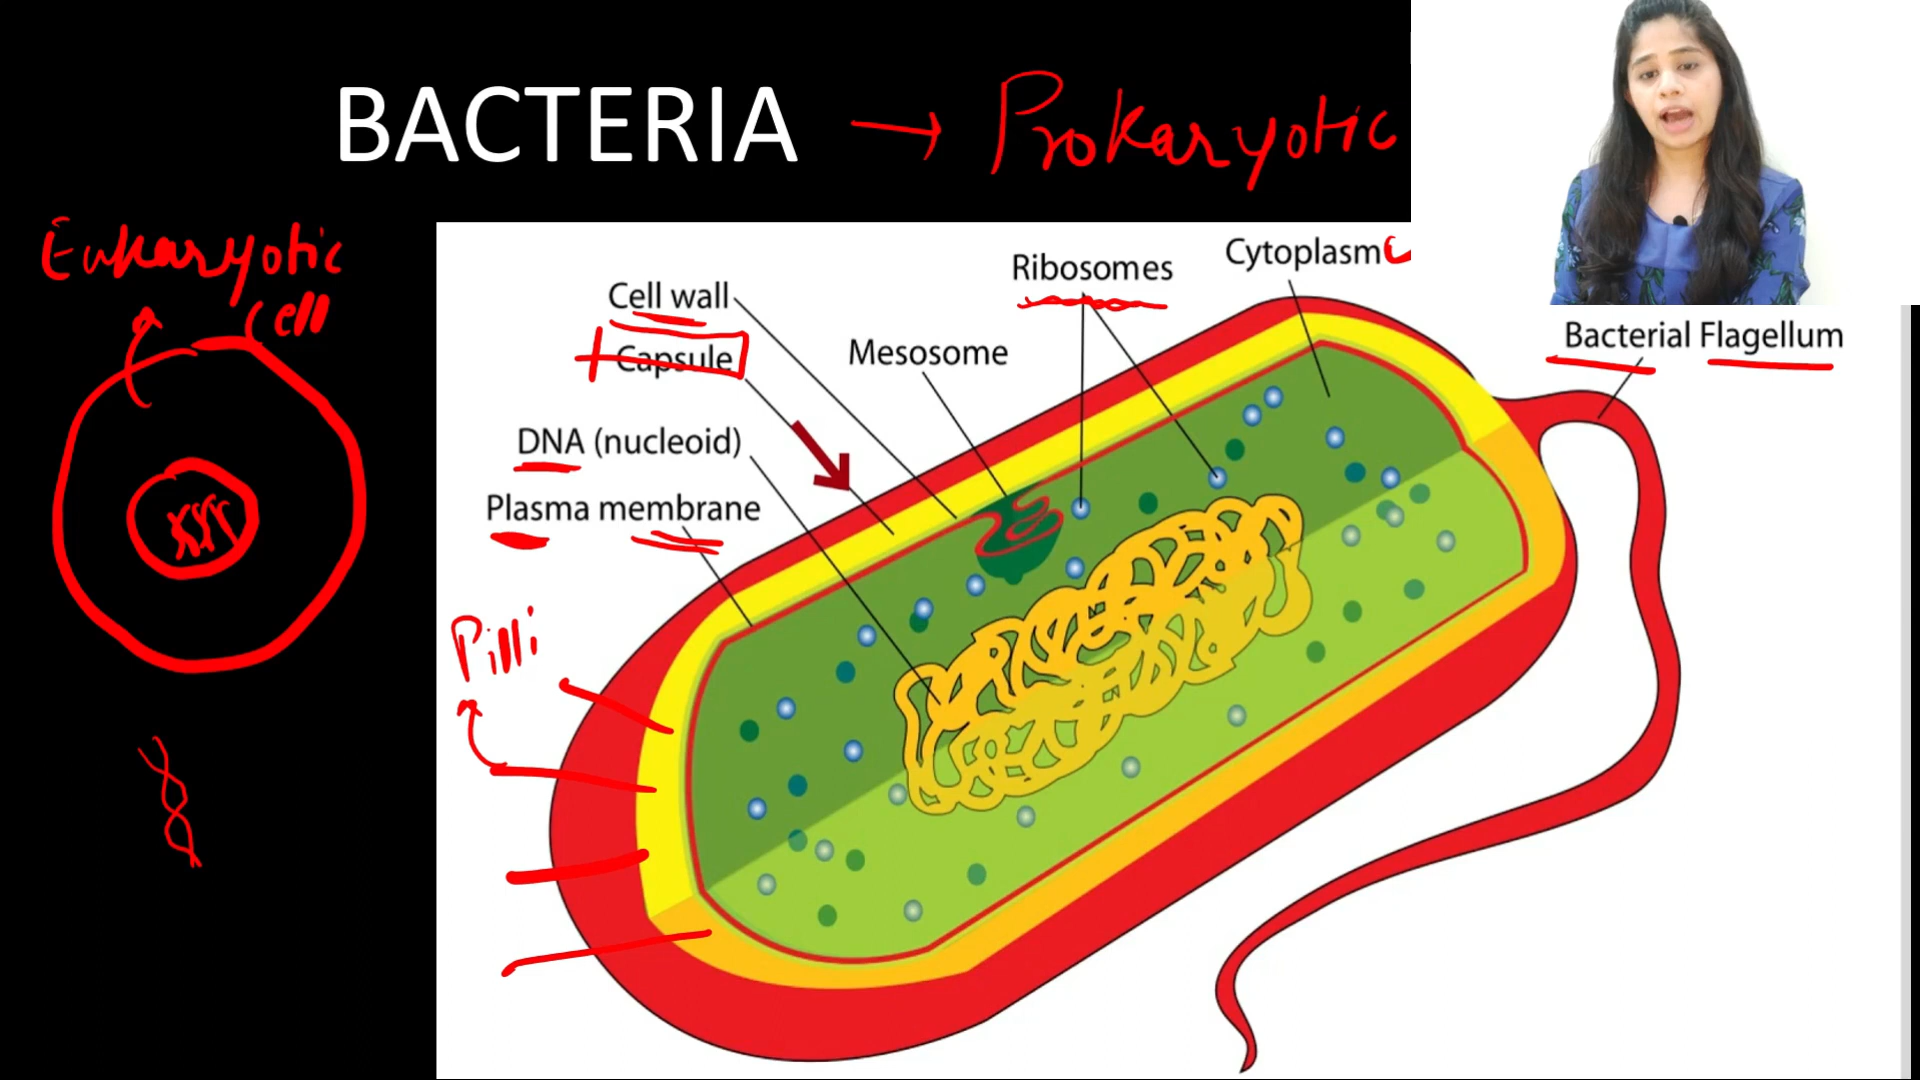 BACTERIA → Prokaryotic
Eukaryotic
Cell
Cell wall
Capsule
DNA (nucleoid)
Plasma membrane
Mesosome
Ribosomes
Cytoplasm
Bacterial Flagellum
Pilli